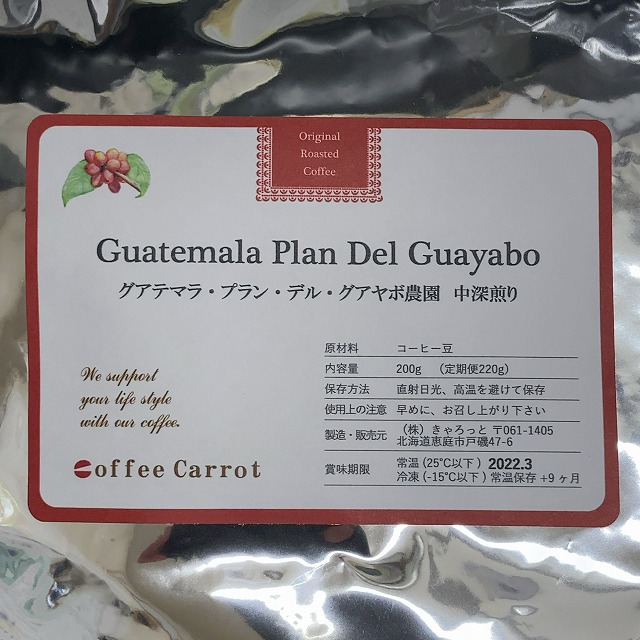 Original
Roasted
Coffee
Guatemala Plan Del Guayabo
グアテマラ・プラン・デル・グアヤボ農園 中深煎り
We support
your life style
with our coffee.
Coffee Carrot
原材料 コーヒー豆
内容量 200g （定期便220g）
保存方法 直射日光、高温を避けて保存
使用上の注意 早めに、お召し上がり下さい
製造・販売元 （株）きゃろっと 〒061-1405
北海道恵庭市戸磯47-6
賞味期限 常温(25°C以下) 2022.3
冷凍(-15°C以下) 常温保存+9ヶ月